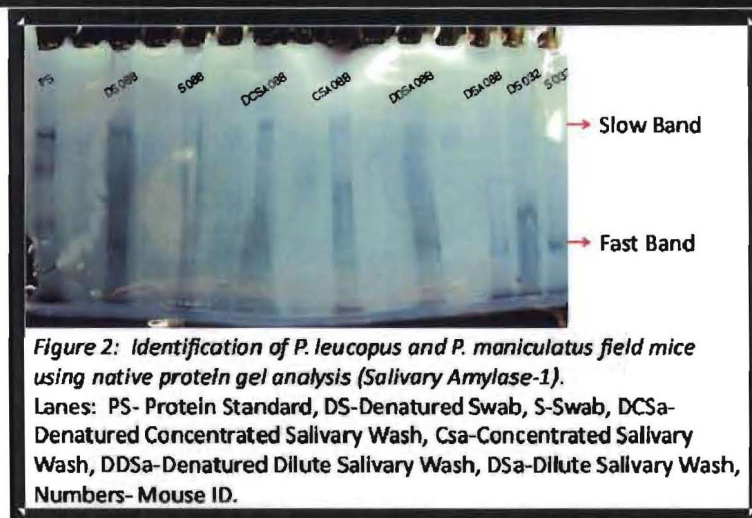 PS DS 088 S 088 DCSA 088 CSA 088 DDSA 088 DSA 088 DS 032 S 032
Slow Band
Fast Band
Figure 2: Identification of P. leucopus and P. maniculatus field mice
using native protein gel analysis (Salivary Amylase-1).
Lanes: PS- Protein Standard, DS-Denatured Swab, S-Swab, DCSa-
Denatured Concentrated Salivary Wash, Csa-Concentrated Salivary
Wash, DDSa-Denatured Dilute Salivary Wash, DSa-Dilute Salivary Wash,
Numbers- Mouse ID.